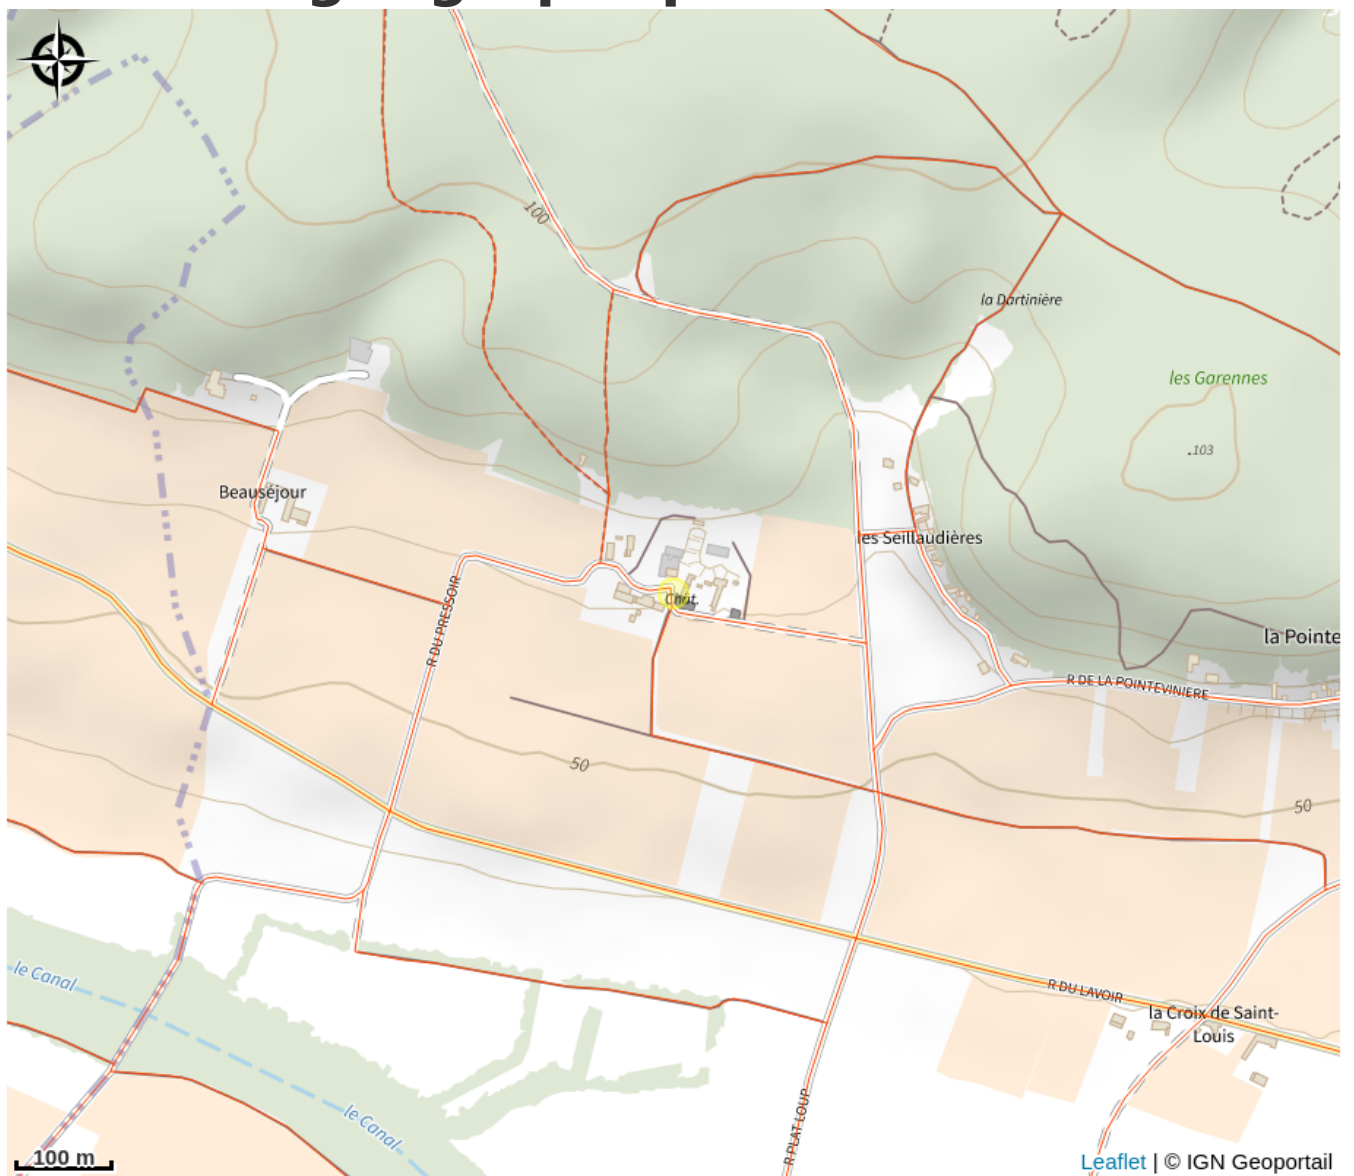 100
la Dartinière
les Garennes
.103
Beauséjour
les Seillaudières
R DU PRESSOIR
Chât.
la Pointe
R DE LA POINTEVINIERE
50
50
le Canal
R DU LAVOIR
la Croix de Saint-
Louis
le Canal
R PLAT LOUP
100 m
Leaflet | © IGN Geoportail